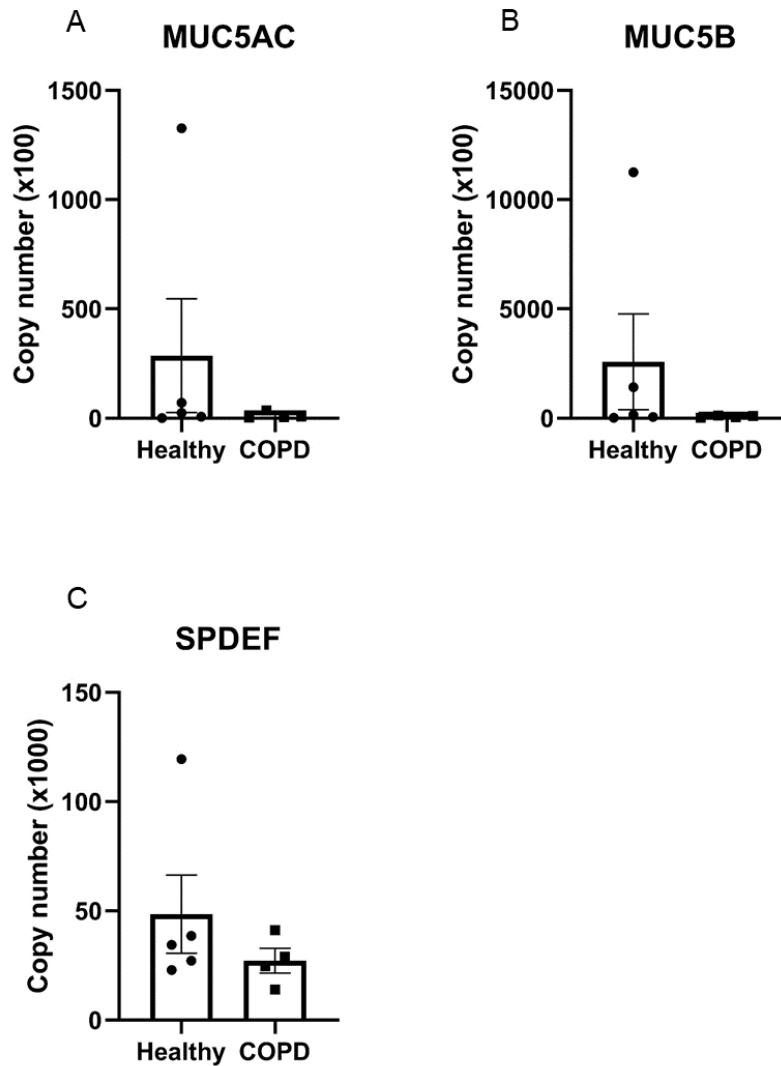 A
MUC5AC
Copy number (x100)
1500
1000
500
0
Healthy COPD
B
MUC5B
Copy number (x100)
15000
10000
5000
0
Healthy COPD
C
SPDEF
Copy number (x1000)
150
100
50
0
Healthy COPD